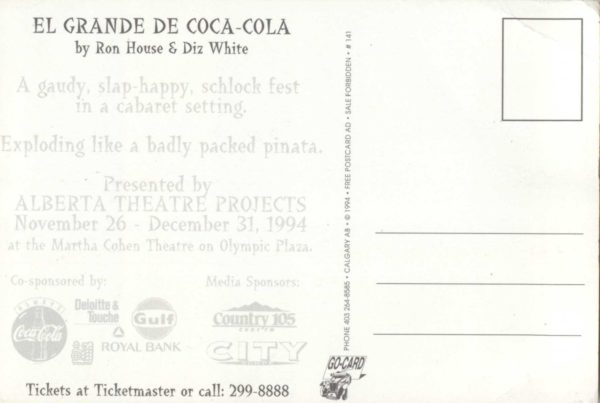 EL GRANDE DE COCA-COLA
by Ron House & Diz White
A gaudy, slap-happy, schlock fest
in a cabaret setting.
Exploding like a badly packed pinata.
Presented by
ALBERTA THEATRE PROJECTS
November 26 - December 31, 1994
at the Martha Cohen Theatre on Olympic Plaza.
Co-sponsored by:
Media Sponsors:
ALWAYS
Coca-Cola
Deloitte &
Touche
Gulf
ROYAL BANK
Country 105
CITY
Tickets at Ticketmaster or call: 299-8888
PHONE 403 264-8585 • CALGARY AB • © 1994 • FREE POSTCARD AD • SALE FORBIDDEN • # 141
GO-CARD